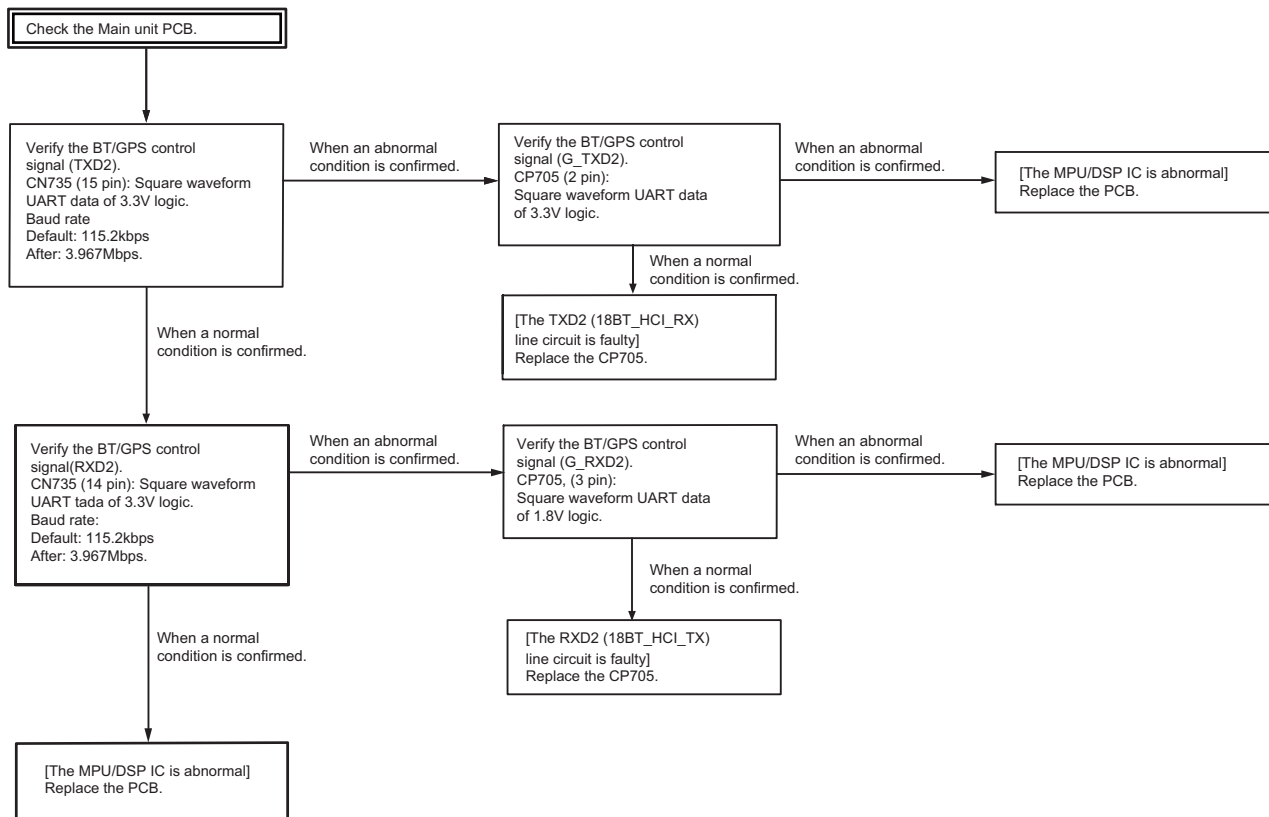 Check the Main unit PCB.
Verify the BT/GPS control
signal (TXD2).
CN735 (15 pin): Square waveform
UART data of 3.3V logic.
Baud rate
Default: 115.2kbps
After: 3.967Mbps.
When an abnormal
condition is confirmed.
Verify the BT/GPS control
signal (G_TXD2).
CP705 (2 pin):
Square waveform UART data
of 3.3V logic.
When an abnormal
condition is confirmed.
[The MPU/DSP IC is abnormal]
Replace the PCB.
When a normal
condition is confirmed.
[The TXD2 (18BT_HCI_RX)
line circuit is faulty]
Replace the CP705.
When a normal
condition is confirmed.
Verify the BT/GPS control
signal(RXD2).
CN735 (14 pin): Square waveform
UART tada of 3.3V logic.
Baud rate:
Default: 115.2kbps
After: 3.967Mbps.
When an abnormal
condition is confirmed.
Verify the BT/GPS control
signal (G_RXD2).
CP705, (3 pin):
Square waveform UART data
of 1.8V logic.
When an abnormal
condition is confirmed.
[The MPU/DSP IC is abnormal]
Replace the PCB.
When a normal
condition is confirmed.
[The RXD2 (18BT_HCI_TX)
line circuit is faulty]
Replace the CP705.
When a normal
condition is confirmed.
[The MPU/DSP IC is abnormal]
Replace the PCB.